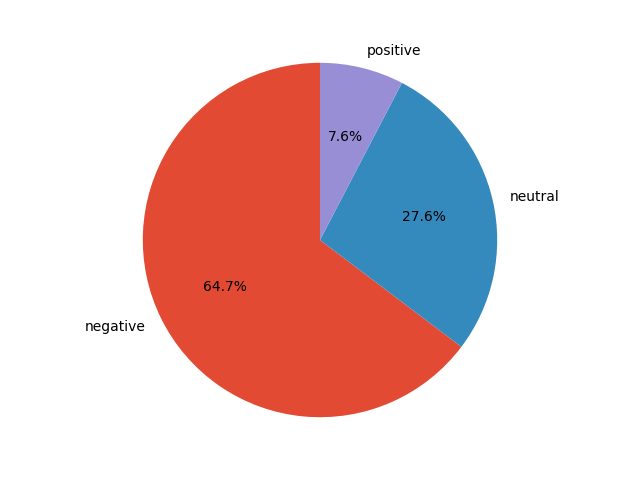 positive
7.6%
neutral
27.6%
64.7%
negative